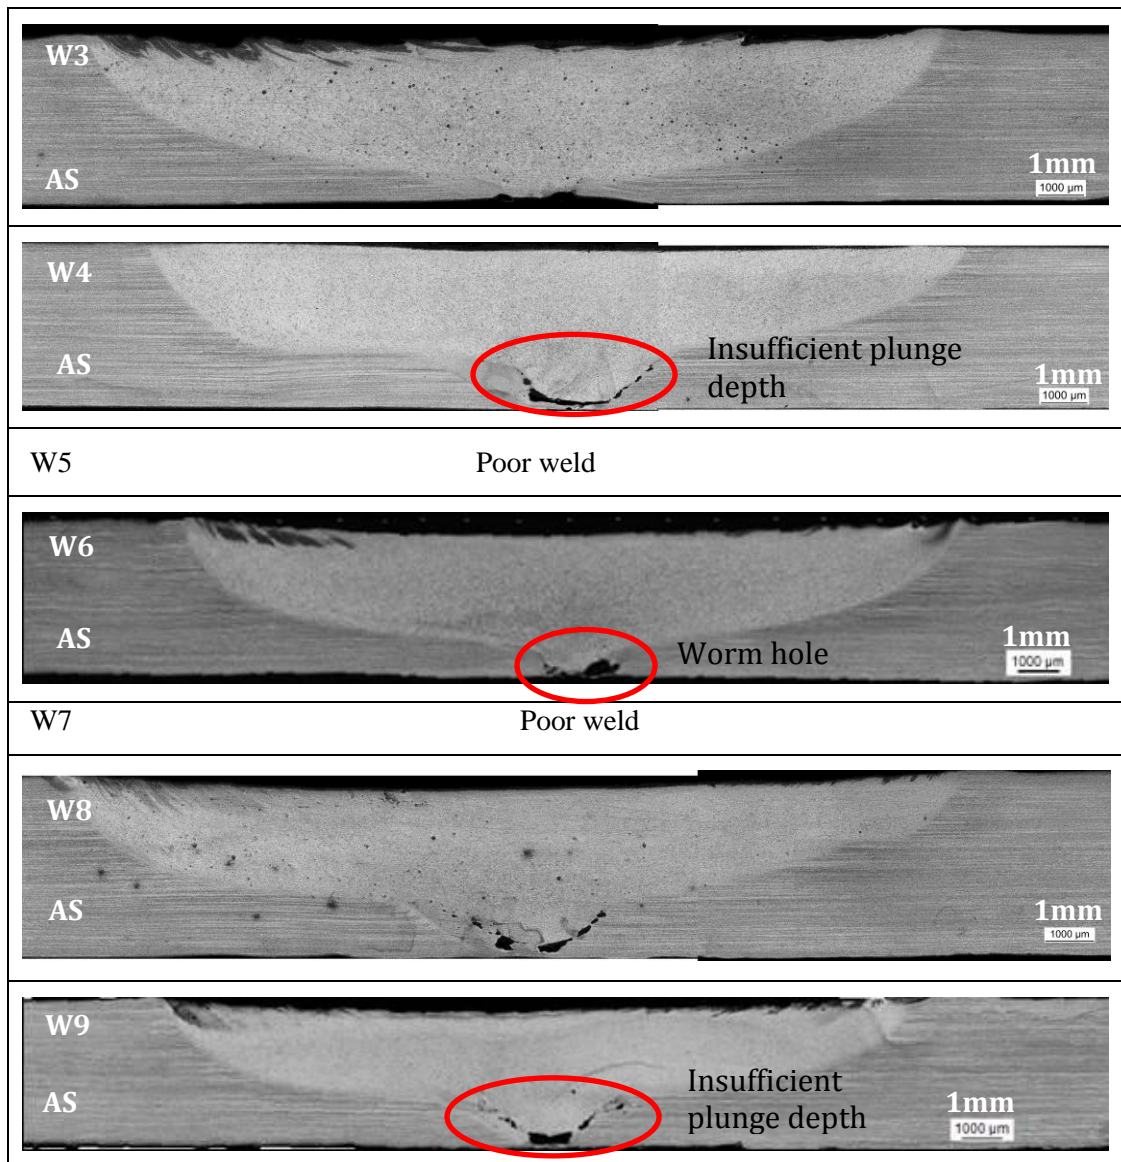 W3
AS
1mm
1000 µm
W4
AS
Insufficient plunge
depth
1mm
1000 µm
W5 Poor weld
W6
AS
Worm hole
1mm
1000 µm
W7 Poor weld
W8
AS
1mm
1000 µm
W9
AS
Insufficient
plunge depth
1mm
1000 µm